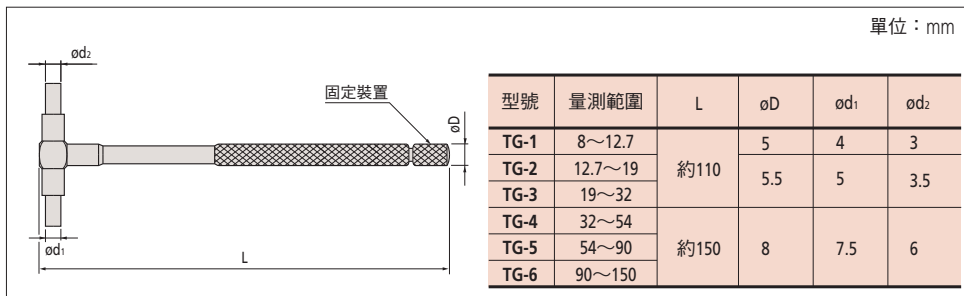 單位：mm
ød₂
固定裝置
øD
ød₁
L
型號 量測範圍 L øD ød₁ ød₂
TG-1 8～12.7 約110 5 4 3
TG-2 12.7～19 5.5 5 3.5
TG-3 19～32
TG-4 32～54 約150 8 7.5 6
TG-5 54～90
TG-6 90～150